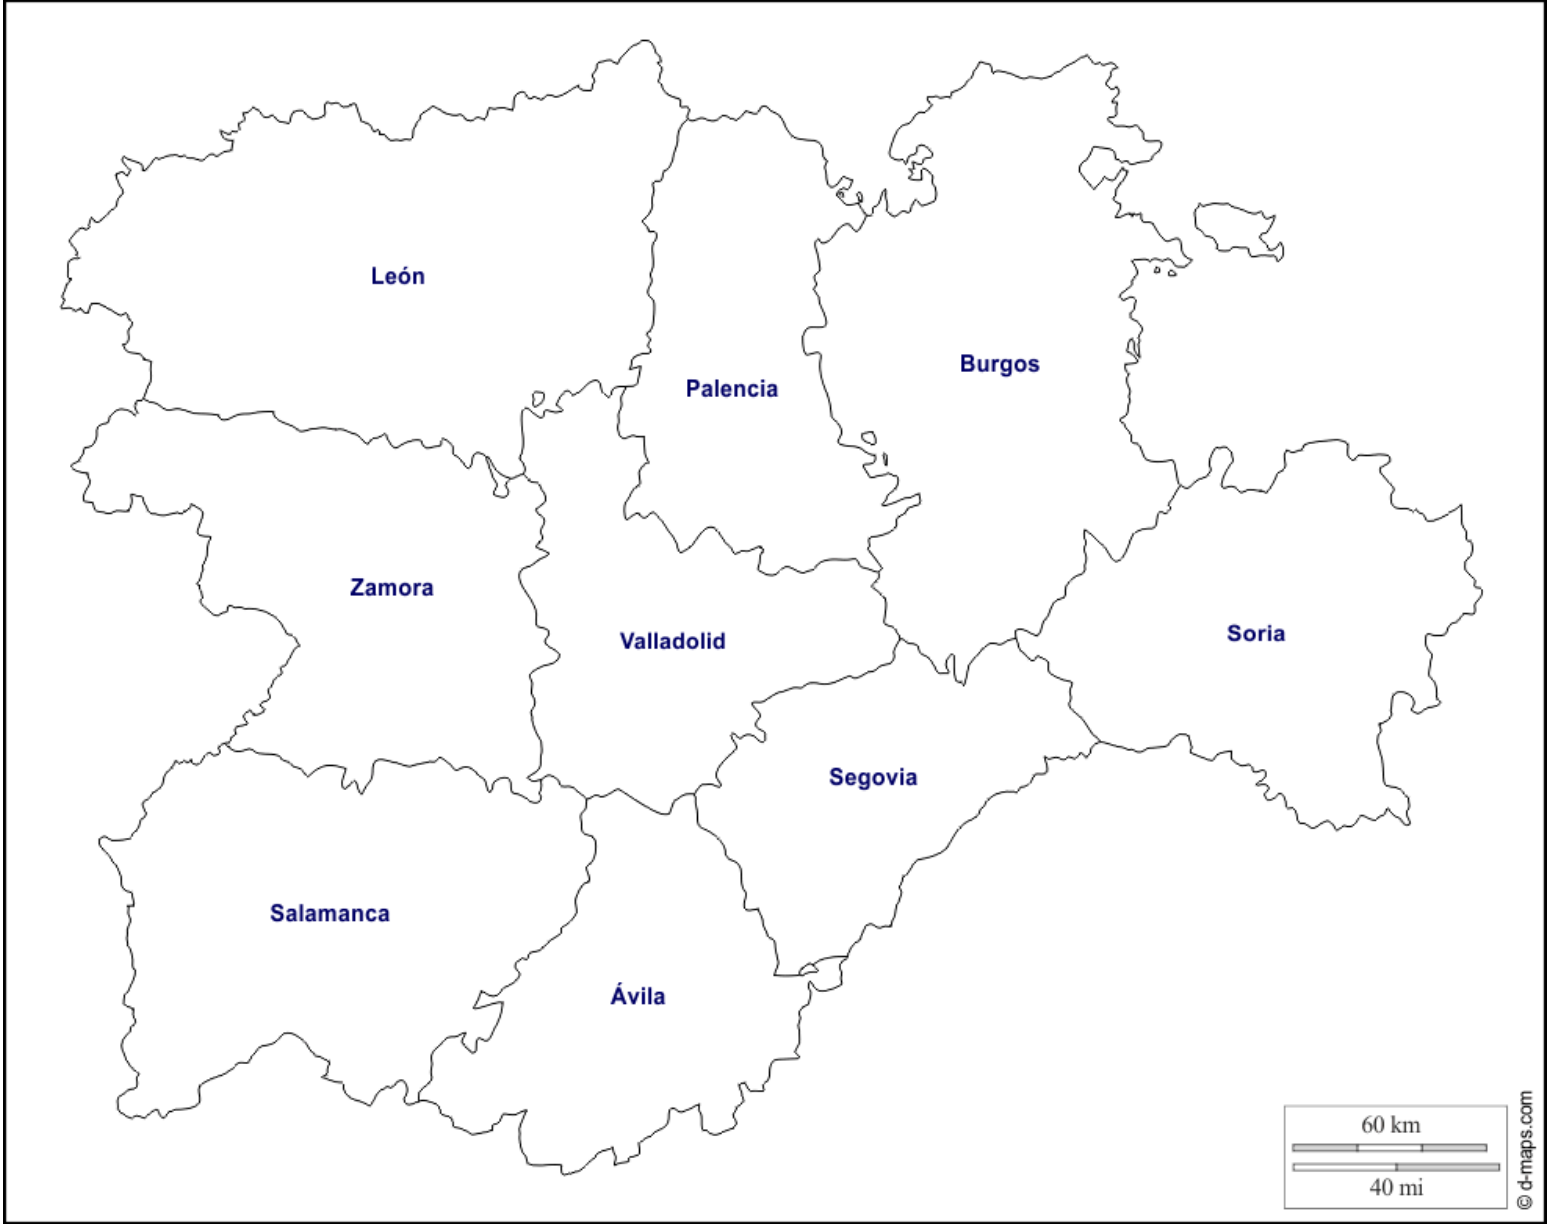 León
Burgos
Palencia
Zamora
Soria
Valladolid
Segovia
Salamanca
Ávila
60 km
40 mi
© d-maps.com